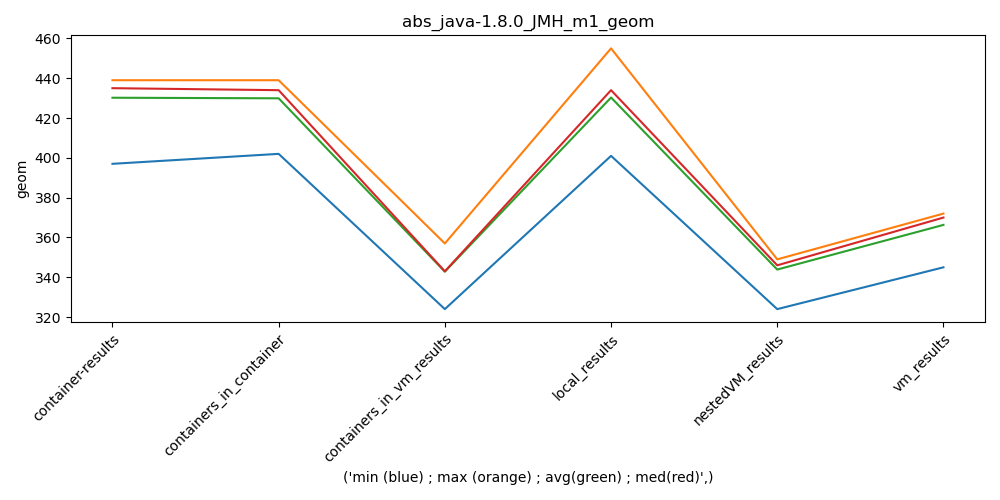 abs_java-1.8.0_JMH_m1_geom
460
440
420
400
380
360
340
320
geom
container-results
containers_in_container
containers_in_vm_results
local_results
nestedVM_results
vm_results
('min (blue) ; max (orange) ; avg(green) ; med(red)',)